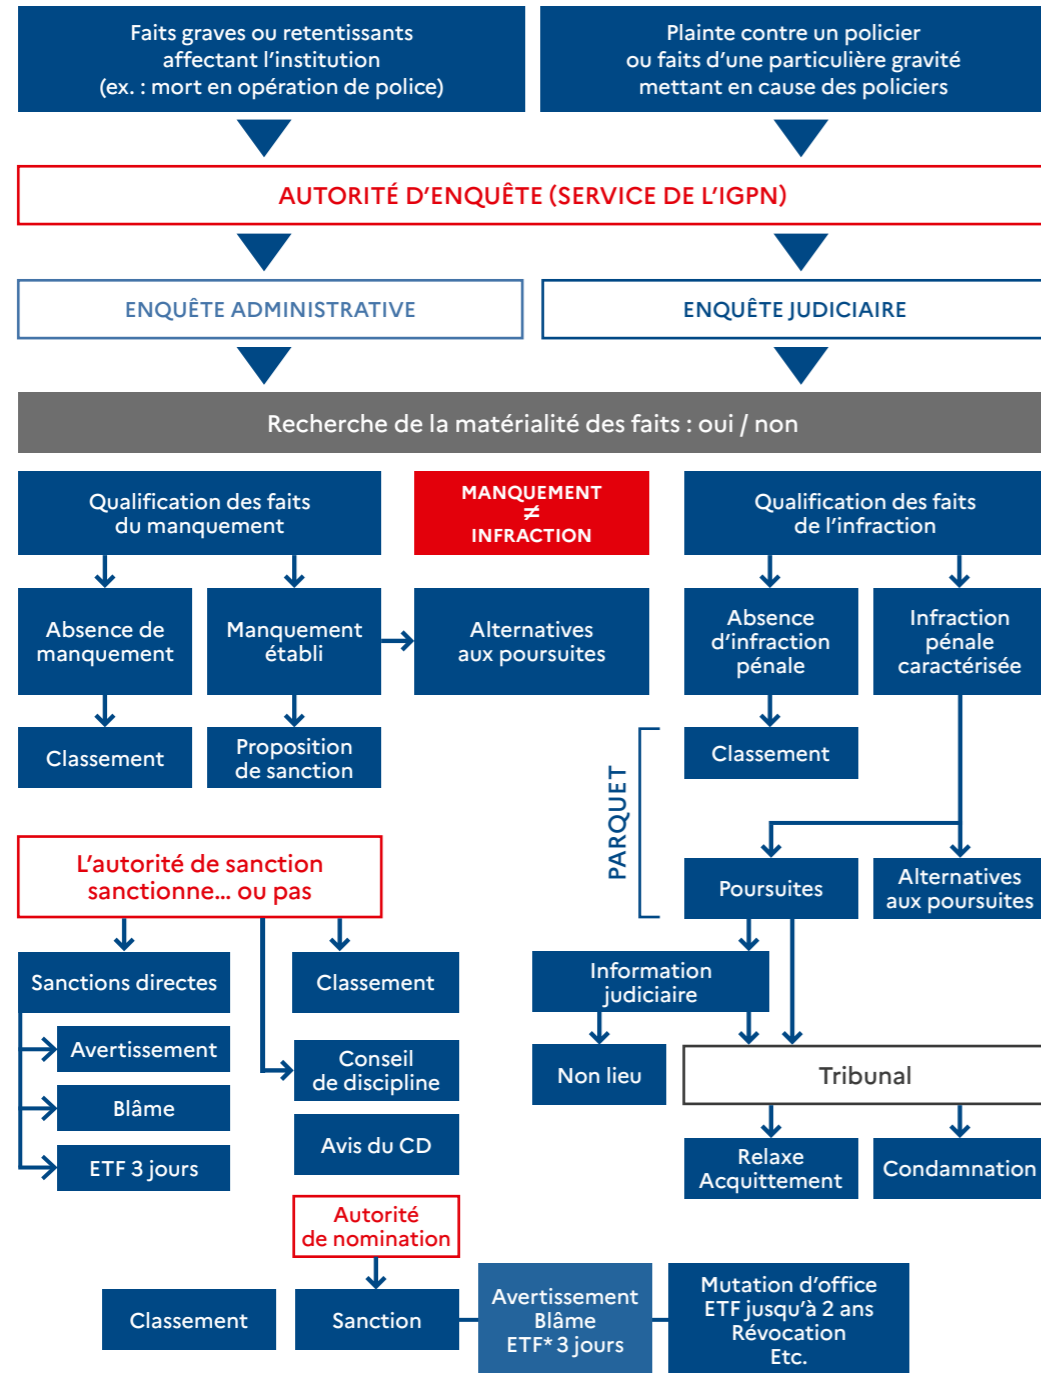 Faits graves ou retentissants
affectant l'institution
(ex. : mort en opération de police)
Plainte contre un policier
ou faits d'une particulière gravité
mettant en cause des policiers
AUTORITÉ D'ENQUÊTE (SERVICE DE L'IGPN)
ENQUÊTE ADMINISTRATIVE
ENQUÊTE JUDICIAIRE
Recherche de la matérialité des faits : oui / non
Qualification des faits
du manquement
MANQUEMENT
≠
INFRACTION
Qualification des faits
de l'infraction
Absence de
manquement
Manquement
établi
Alternatives
aux poursuites
Absence
d'infraction
pénale
Infraction
pénale
caractérisée
Classement
Proposition
de sanction
Classement
PARQUET
L'autorité de sanction
sanctionne... ou pas
Poursuites
Alternatives
aux poursuites
Sanctions directes
Classement
Information
judiciaire
Avertissement
Blâme
ETF 3 jours
Conseil
de discipline
Avis du CD
Non lieu
Tribunal
Relaxe
Acquittement
Condamnation
Autorité
de nomination
Classement
Sanction
Avertissement
Blâme
ETF* 3 jours
Mutation d'office
ETF jusqu'à 2 ans
Révocation
Etc.